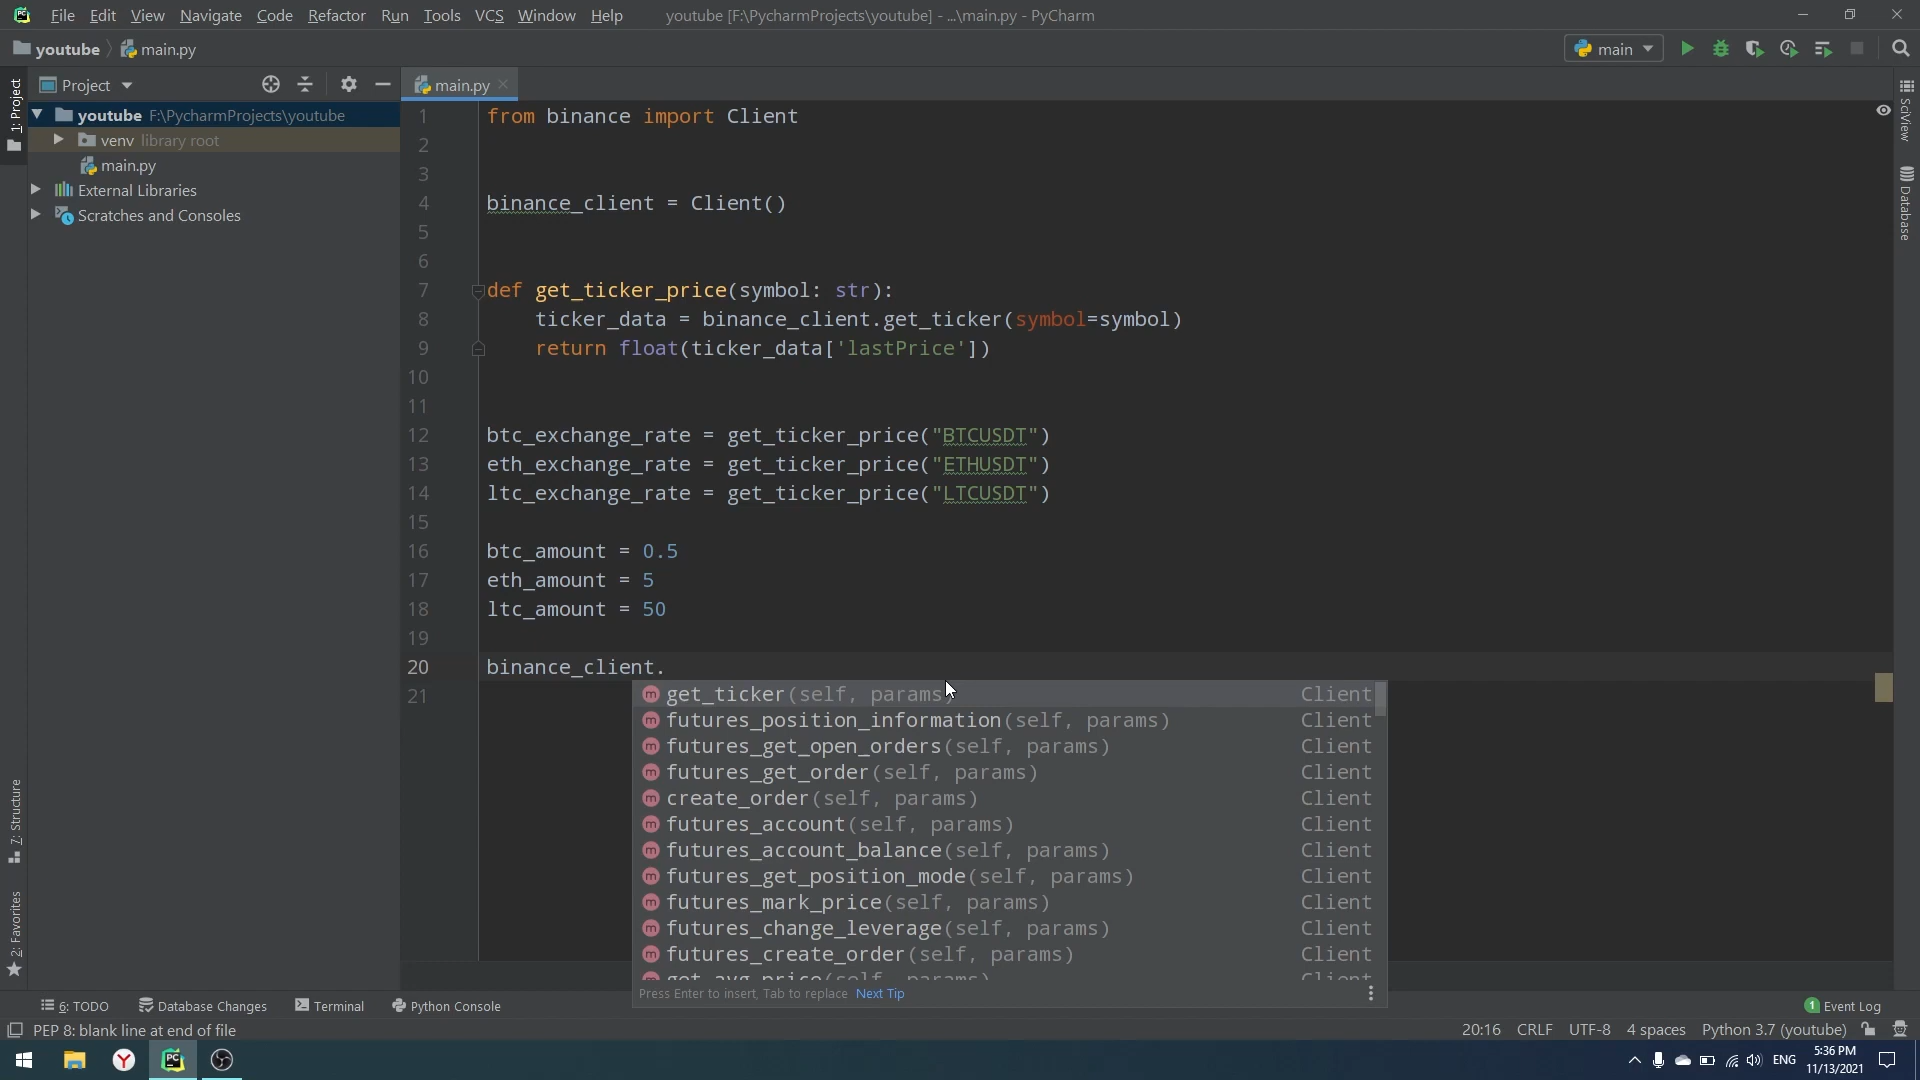 File Edit View Navigate Code Refactor Run Tools VCS Window Help youtube [F:\PycharmProjects\youtube] - ...\main.py - PyCharm
youtube main.py main
1: Project
Project
main.py
youtube F:\PycharmProjects\youtube
venv library root
main.py
External Libraries
Scratches and Consoles
SciView
Database
1 from binance import Client
2
3
4 binance_client = Client()
5
6
7 def get_ticker_price(symbol: str):
8 ticker_data = binance_client.get_ticker(symbol=symbol)
9 return float(ticker_data['lastPrice'])
10
11
12 btc_exchange_rate = get_ticker_price("BTCUSDT")
13 eth_exchange_rate = get_ticker_price("ETHUSDT")
14 ltc_exchange_rate = get_ticker_price("LTCUSDT")
15
16 btc_amount = 0.5
17 eth_amount = 5
18 ltc_amount = 50
19
20 binance_client.
21
get_ticker(self, params) Client
futures_position_information(self, params) Client
futures_get_open_orders(self, params) Client
futures_get_order(self, params) Client
create_order(self, params) Client
futures_account(self, params) Client
futures_account_balance(self, params) Client
futures_get_position_mode(self, params) Client
futures_mark_price(self, params) Client
futures_change_leverage(self, params) Client
futures_create_order(self, params) Client
get_avg_price(self, params) Client
Press Enter to insert, Tab to replace Next Tip
7: Structure
2: Favorites
6: TODO Database Changes Terminal Python Console 1 Event Log
PEP 8: blank line at end of file 20:16 CRLF UTF-8 4 spaces Python 3.7 (youtube)
ENG 5:36 PM
11/13/2021